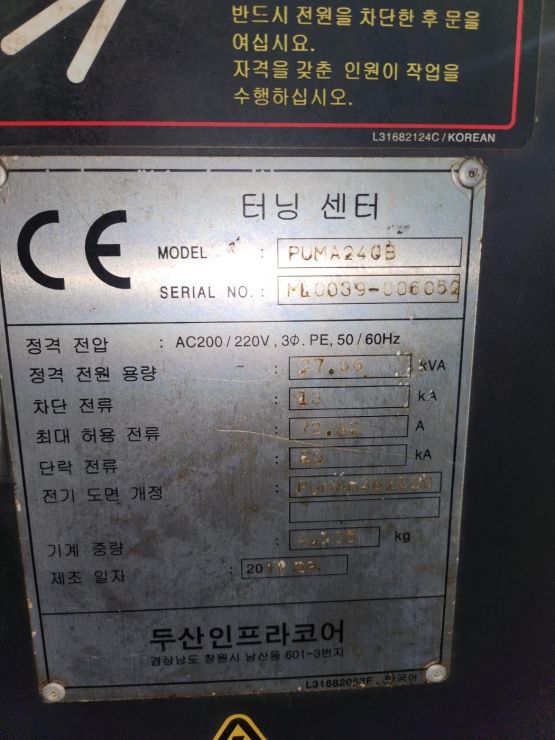 반드시 전원을 차단한 후 문을
여십시요.
자격을 갖춘 인원이 작업을
수행하십시오.
L31682124C / KOREAN
CE
터닝 센터
MODEL : PUMA240B
SERIAL NO. : ML0039-006052
정격 전압 : AC200 / 220V , 3Φ. PE, 50 / 60Hz
정격 전원 용량 : kVA
차단 전류 : 13 kA
최대 허용 전류 : A
단락 전류 : kA
전기 도면 개정 :
기계 중량 : kg
제조 일자 : 20
두산인프라코어
경상남도 창원시 남산동 601-3번지